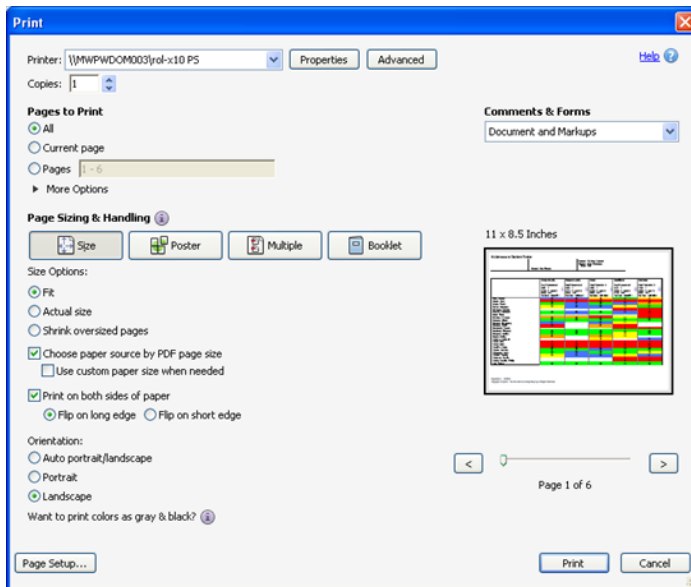 Print
Printer: \\MWPWDOM003\rol-x10 PS
Properties
Advanced
Help
Copies: 1
Pages to Print
All
Current page
Pages 1 - 6
More Options
Comments & Forms
Document and Markups
Page Sizing & Handling
Size
Poster
Multiple
Booklet
Size Options:
Fit
Actual size
Shrink oversized pages
Choose paper source by PDF page size
Use custom paper size when needed
Print on both sides of paper
Flip on long edge
Flip on short edge
Orientation:
Auto portrait/landscape
Portrait
Landscape
Want to print colors as gray & black?
11 x 8.5 Inches
<
>
Page 1 of 6
Page Setup...
Print
Cancel